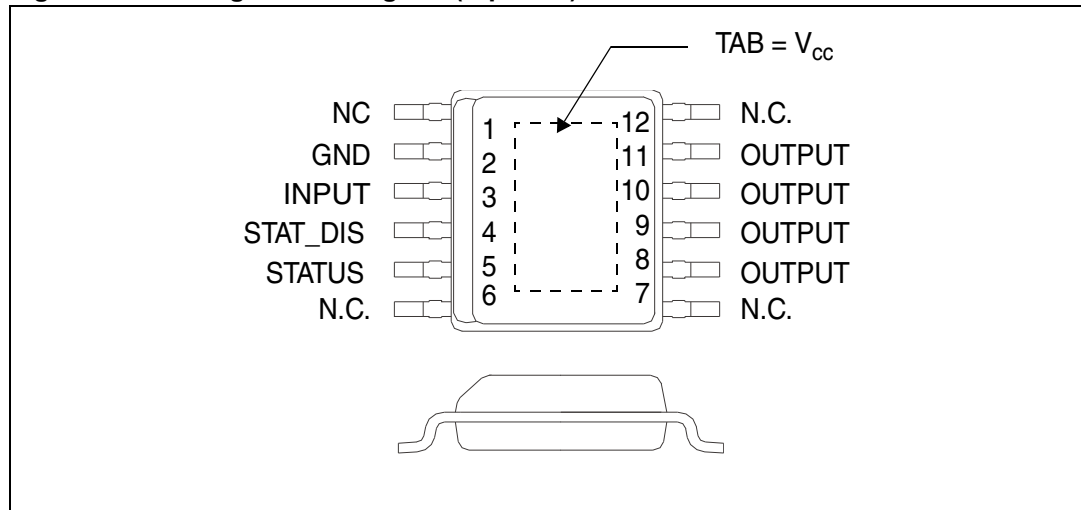 TAB = Vcc
NC 1 12 N.C.
GND 2 11 OUTPUT
INPUT 3 10 OUTPUT
STAT_DIS 4 9 OUTPUT
STATUS 5 8 OUTPUT
N.C. 6 7 N.C.